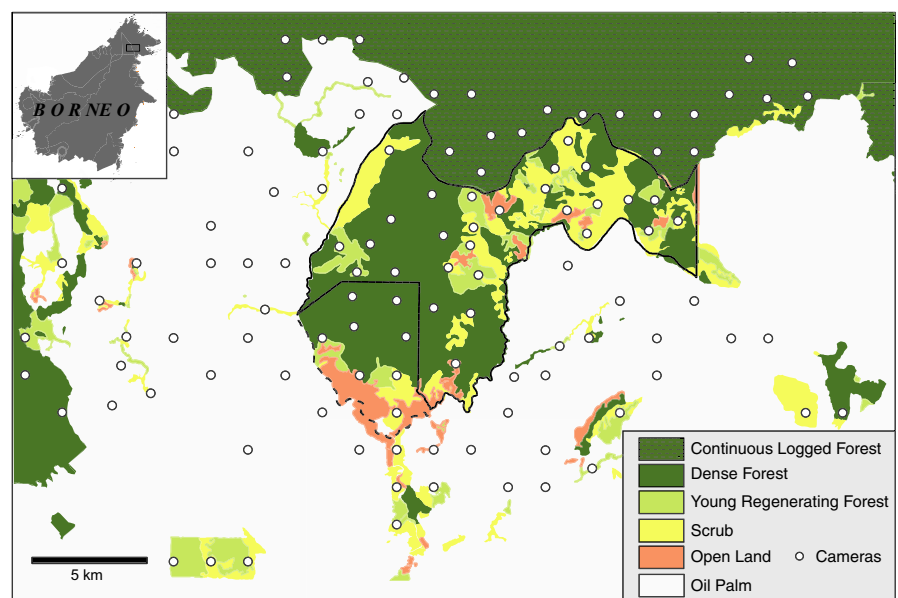 BORNEO
Continuous Logged Forest
Dense Forest
Young Regenerating Forest
Scrub
Open Land
Cameras
Oil Palm
5 km